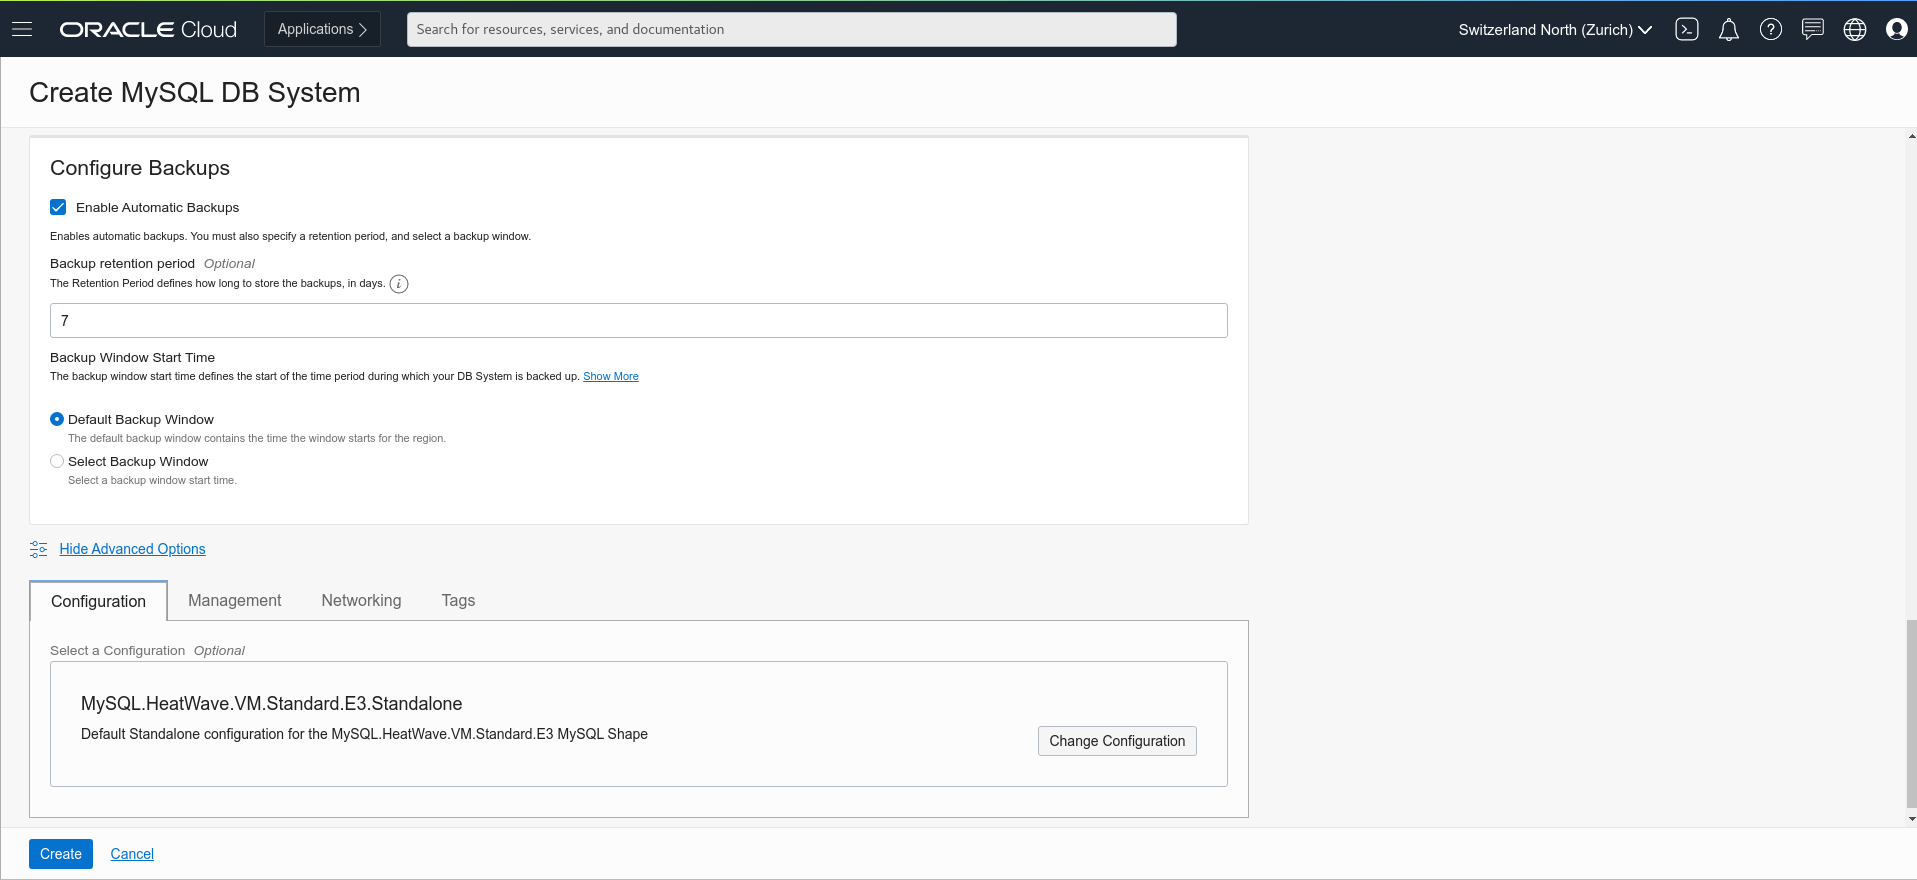 ORACLE Cloud
Applications
Search for resources, services, and documentation
Switzerland North (Zurich)
Create MySQL DB System
Configure Backups
Enable Automatic Backups
Enables automatic backups. You must also specify a retention period, and select a backup window.
Backup retention period Optional
The Retention Period defines how long to store the backups, in days.
7
Backup Window Start Time
The backup window start time defines the start of the time period during which your DB System is backed up. Show More
Default Backup Window
The default backup window contains the time the window starts for the region.
Select Backup Window
Select a backup window start time.
Hide Advanced Options
Configuration Management Networking Tags
Select a Configuration Optional
MySQL.HeatWave.VM.Standard.E3.Standalone
Default Standalone configuration for the MySQL.HeatWave.VM.Standard.E3 MySQL Shape
Change Configuration
Create Cancel